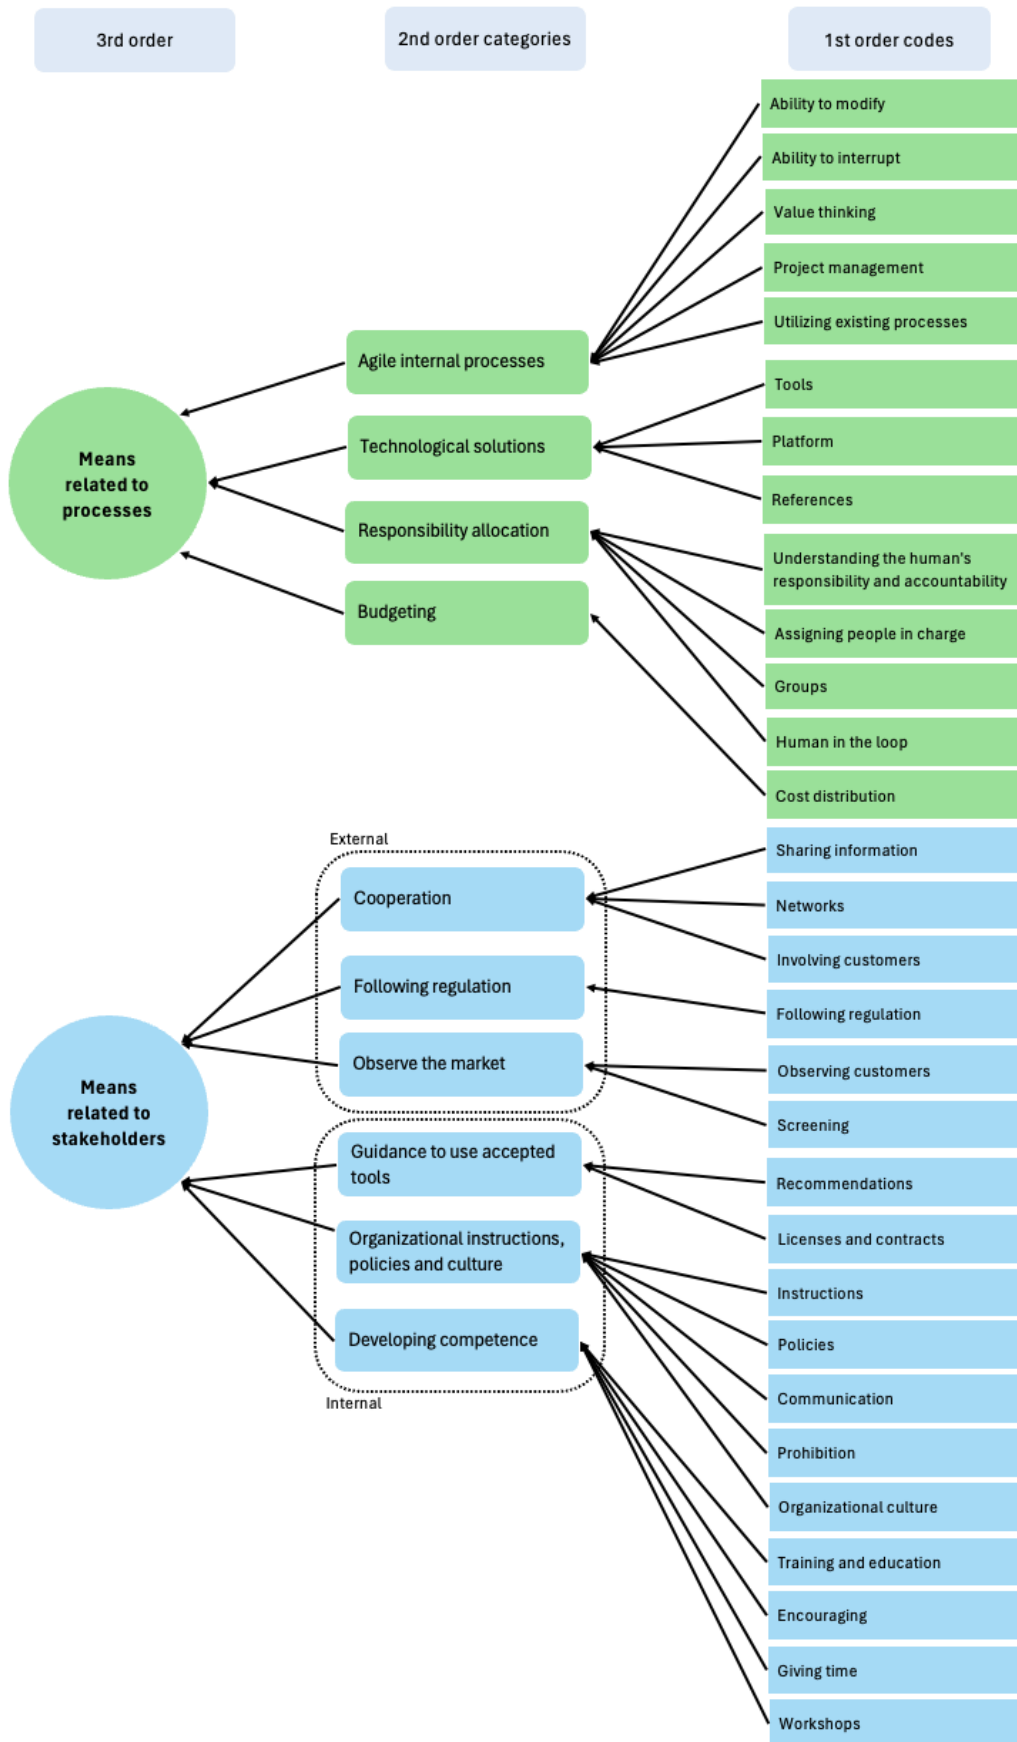 3rd order
2nd order categories
1st order codes
Ability to modify
Ability to interrupt
Value thinking
Project management
Utilizing existing processes
Agile internal processes
Tools
Technological solutions
Platform
Means
related to
processes
References
Responsibility allocation
Understanding the human's
responsibility and accountability
Budgeting
Assigning people in charge
Groups
Human in the loop
Cost distribution
External
Sharing information
Cooperation
Networks
Involving customers
Following regulation
Following regulation
Observe the market
Observing customers
Means
related to
stakeholders
Screening
Guidance to use accepted
tools
Recommendations
Organizational instructions,
policies and culture
Licenses and contracts
Instructions
Developing competence
Policies
Internal
Communication
Prohibition
Organizational culture
Training and education
Encouraging
Giving time
Workshops